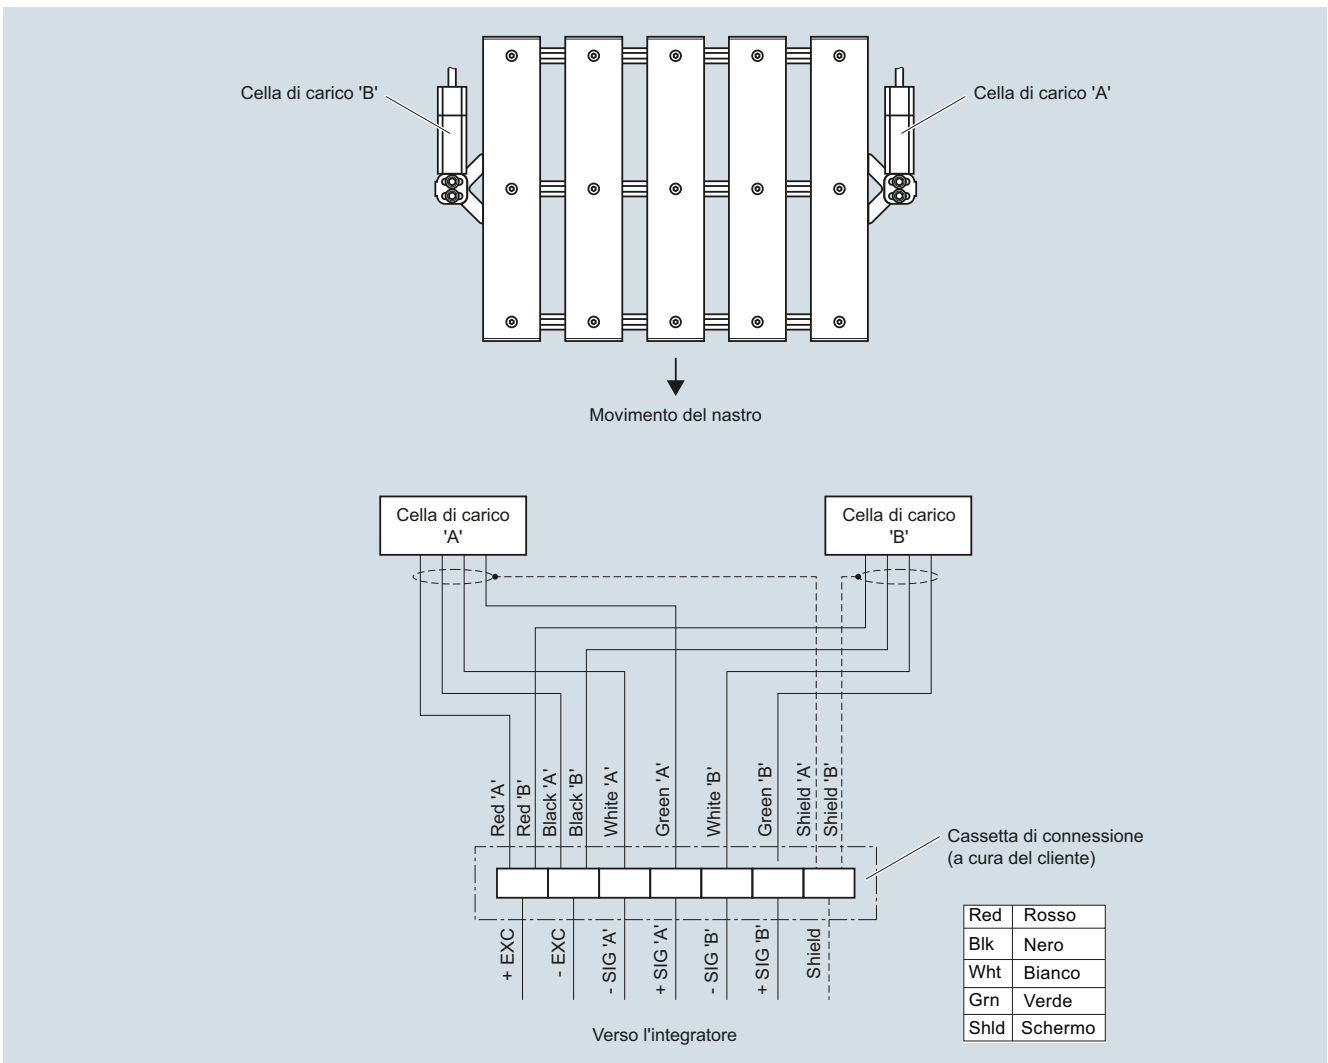 Cella di carico 'B'
Cella di carico 'A'
Movimento del nastro
Cella di carico
'A'
Cella di carico
'B'
Red 'A'
Red 'B'
Black 'A'
Black 'B'
White 'A'
Green 'A'
White 'B'
Green 'B'
Shield 'A'
Shield 'B'
Cassetta di connessione
(a cura del cliente)
+ EXC
- EXC
- SIG 'A'
+ SIG 'A'
- SIG 'B'
+ SIG 'B'
Shield
Verso l'integratore
Red Rosso
Blk Nero
Wht Bianco
Grn Verde
Shld Schermo